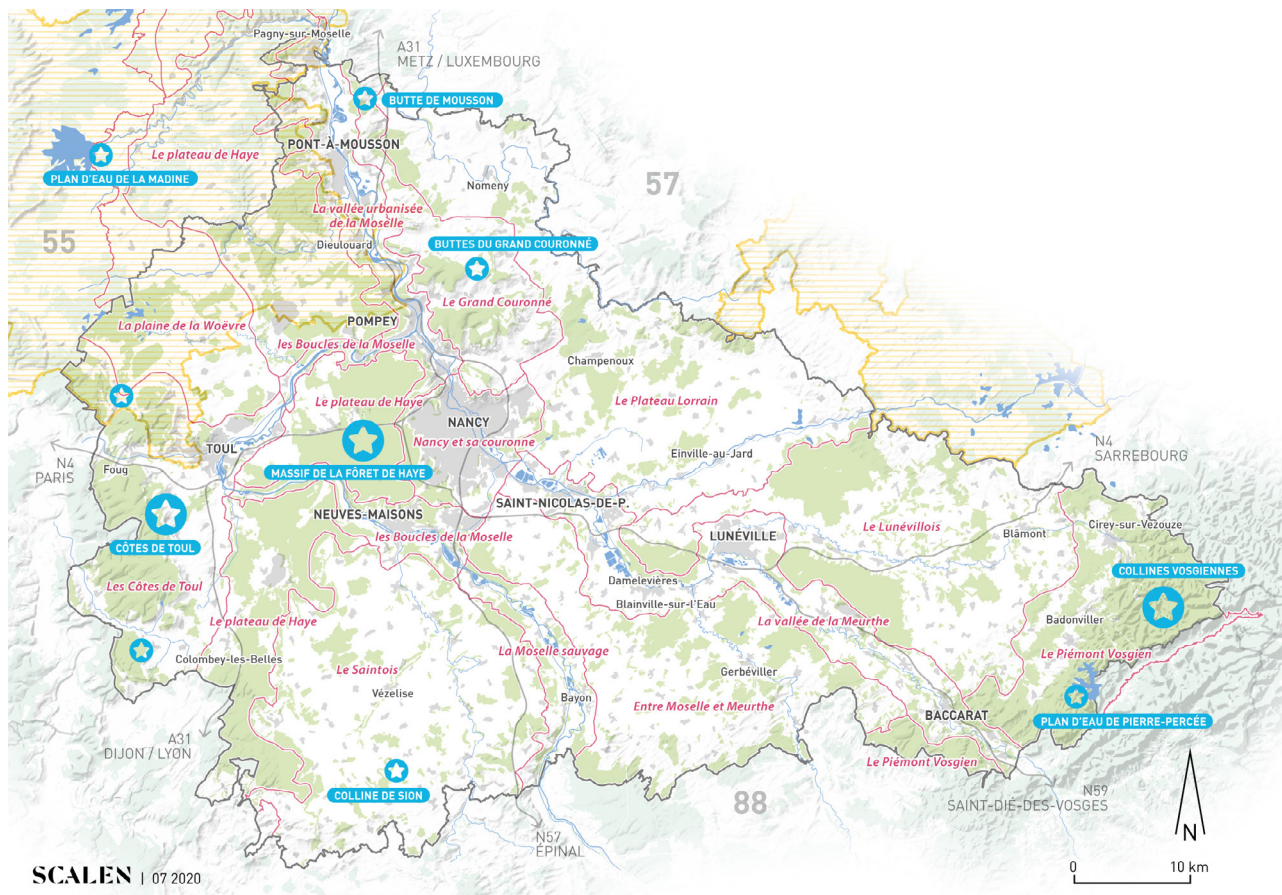 Pagny-sur-Moselle
A31
METZ / LUXEMBOURG
BUTTE DE MOUSSON
PONT-À-MOUSSON
Le plateau de Haye
PLAN D'EAU DE LA MADINE
Nomeny
57
La vallée urbanisée
de la Moselle
55
Dieulouard
BUTTES DU GRAND COURONNÉ
Le Grand Couronné
La plaine de la Woëvre
POMPEY
les Boucles de la Moselle
Champenoux
Le plateau de Haye
Le Plateau Lorrain
NANCY
Nancy et sa couronne
TOUL
Einville-au-Jard
N4
SARREBOURG
N4
PARIS
Foug
MASSIF DE LA FÔRET DE HAYE
SAINT-NICOLAS-DE-P.
NEUVES-MAISONS
les Boucles de la Moselle
Le Lunévillois
Cirey-sur-Vezouze
LUNÉVILLE
Blâmont
CÔTES DE TOUL
COLLINES VOSGIENNES
Les Côtes de Toul
Damelevières
Blainville-sur-l'Eau
Le plateau de Haye
La vallée de la Meurthe
Badonviller
La Moselle sauvage
Le Piémont Vosgien
Colombey-les-Belles
Le Saintois
Gerbéviller
Vézelise
Bayon
Entre Moselle et Meurthe
BACCARAT
PLAN D'EAU DE PIERRE-PERCÉE
A31
DIJON / LYON
Le Piémont Vosgien
COLLINE DE SION
N59
SAINT-DIÉ-DES-VOSGES
88
N57
ÉPINAL
N
SCALEN | 07 2020
0 10 km